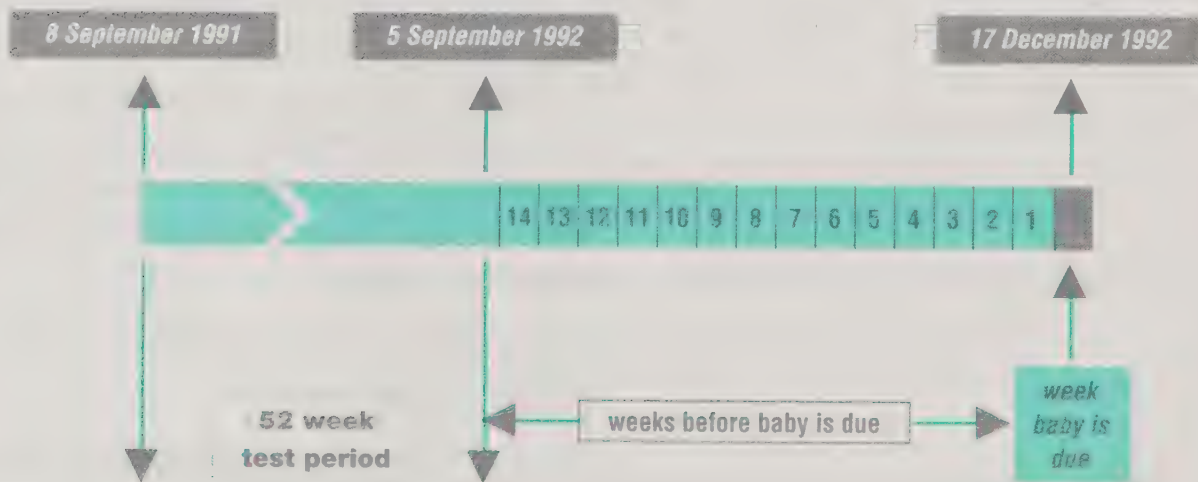 8 September 1991
5 September 1992
17 December 1992
14 13 12 11 10 9 8 7 6 5 4 3 2 1
52 week
test period
weeks before baby is due
week
baby is
due